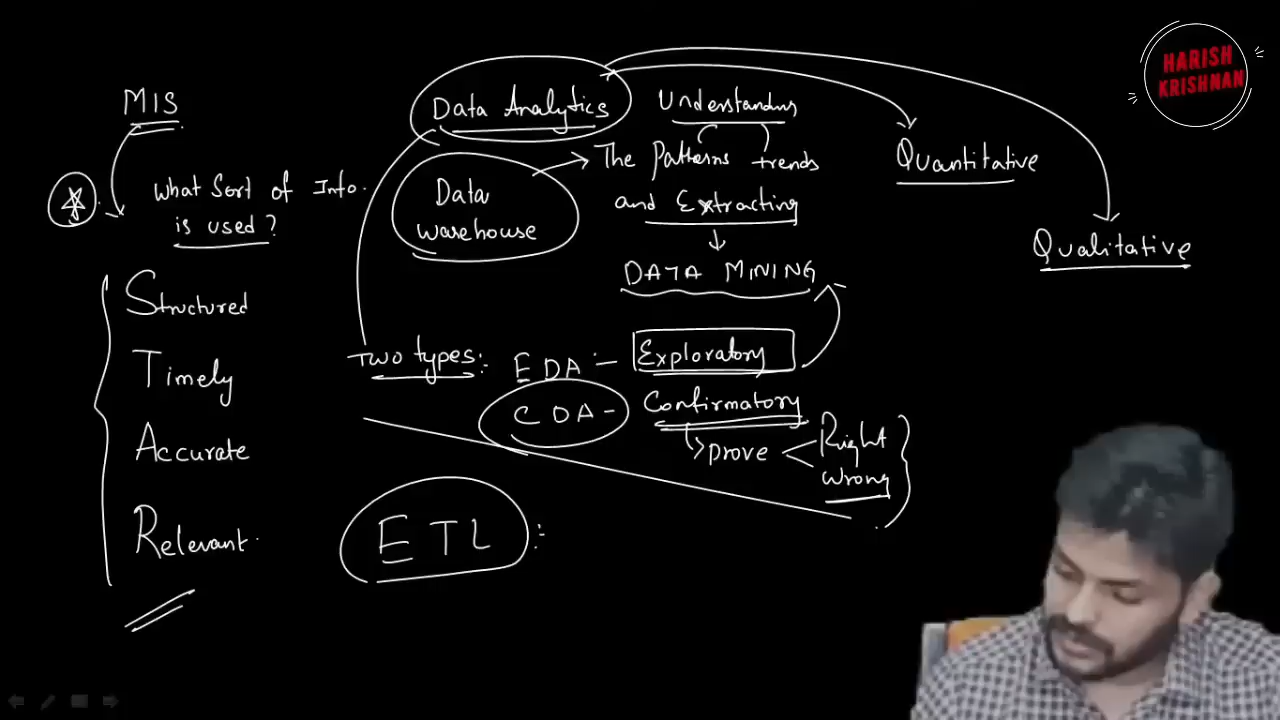 HARISH
KRISHNAN
MIS
What Sort of Info.
is used?
Structured
Timely
Accurate
Relevant.
Data Analytics
Data
warehouse
Understanding
The Patterns trends
and Extracting
DATA MINING
Quantitative
Qualitative
Two types:
EDA:- Exploratory
CDA- Confirmatory
Prove
Right
Wrong
ETL: